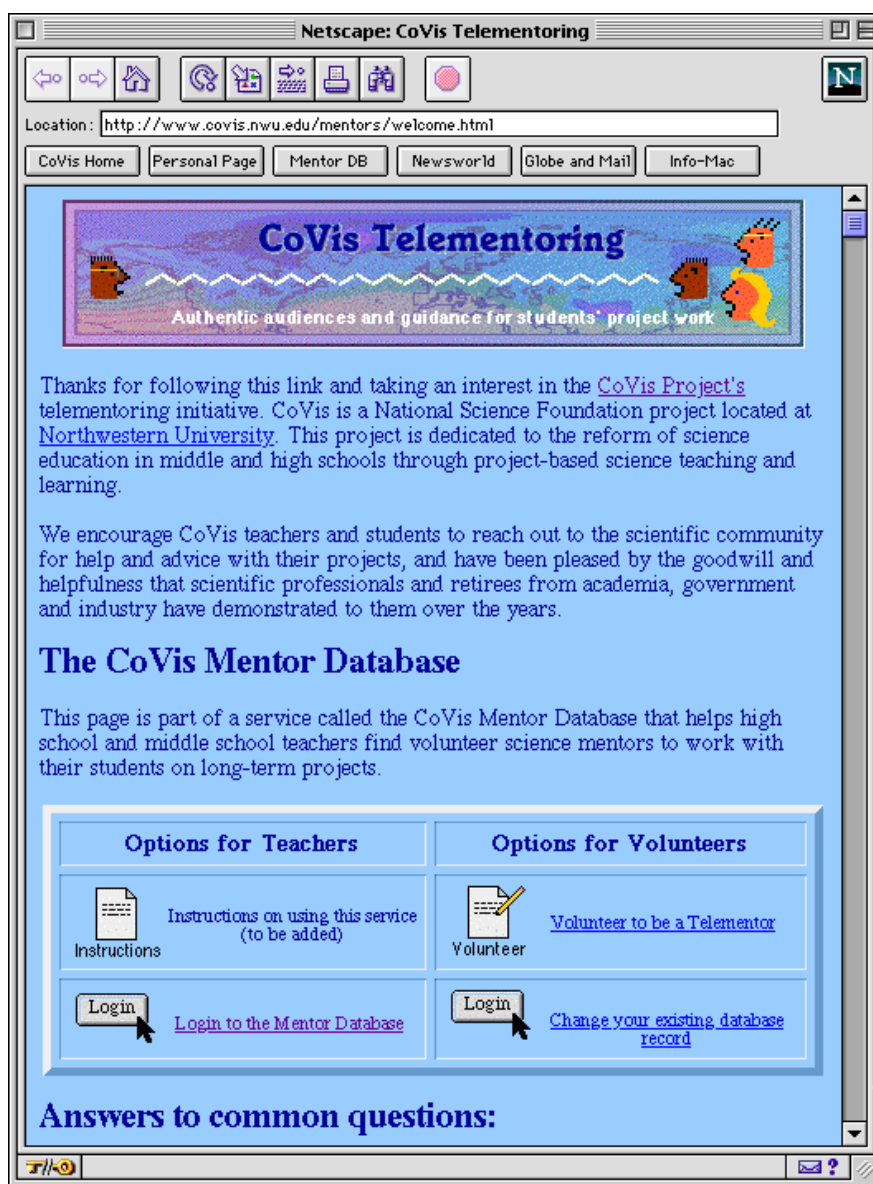 Netscape: CoVis Telementoring
N
Location: http://www.covis.nwu.edu/mentors/welcome.html
CoVis Home Personal Page Mentor DB Newsworld Globe and Mail Info-Mac
CoVis Telementoring
Authentic audiences and guidance for students' project work
Thanks for following this link and taking an interest in the CoVis Project's
telementoring initiative. CoVis is a National Science Foundation project located at
Northwestern University. This project is dedicated to the reform of science
education in middle and high schools through project-based science teaching and
learning.
We encourage CoVis teachers and students to reach out to the scientific community
for help and advice with their projects, and have been pleased by the goodwill and
helpfulness that scientific professionals and retirees from academia, government
and industry have demonstrated to them over the years.
The CoVis Mentor Database
This page is part of a service called the CoVis Mentor Database that helps high
school and middle school teachers find volunteer science mentors to work with
their students on long-term projects.
Options for Teachers Options for Volunteers
Instructions
Instructions on using this service
(to be added)
Volunteer
Volunteer to be a Telementor
Login
Login to the Mentor Database
Login
Change your existing database
record
Answers to common questions:
?